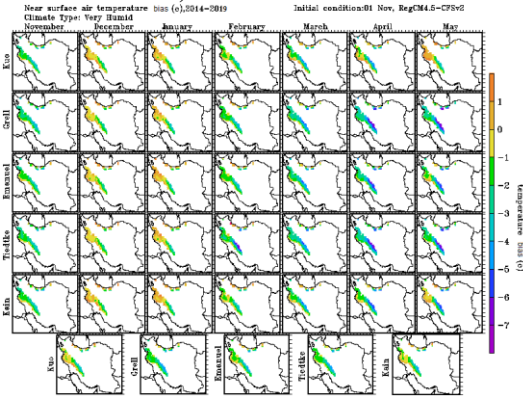 Near surface air temperature bias (c),2014-2019 Initial condition:01 Nov, RegCM4.5-CFSv2
Climate Type: Very Humid
November December January February March April May
Kuo
Grell
Emanuel
Tiedtke
Kain
1
0
-1
-2
-3
-4
-5
-6
-7
temperature bias (c)
Kuo Grell Emanuel Tiedtke Kain